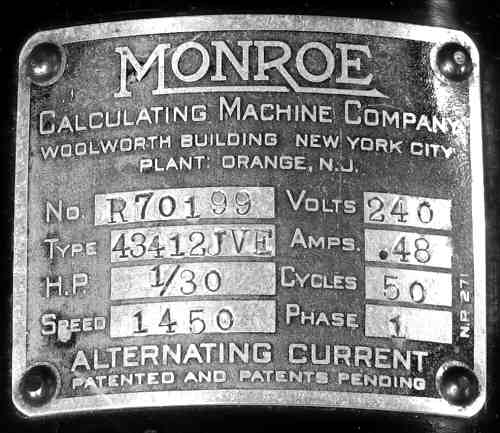 MONROE
CALCULATING MACHINE COMPANY
WOOLWORTH BUILDING NEW YORK CITY
PLANT: ORANGE, N.J.
No. R70199 VOLTS 240
TYPE 43412JVE AMPS. .48
H.P. 1/30 CYCLES 50
SPEED 1450 PHASE 1
NP 271
ALTERNATING CURRENT
PATENTED AND PATENTS PENDING